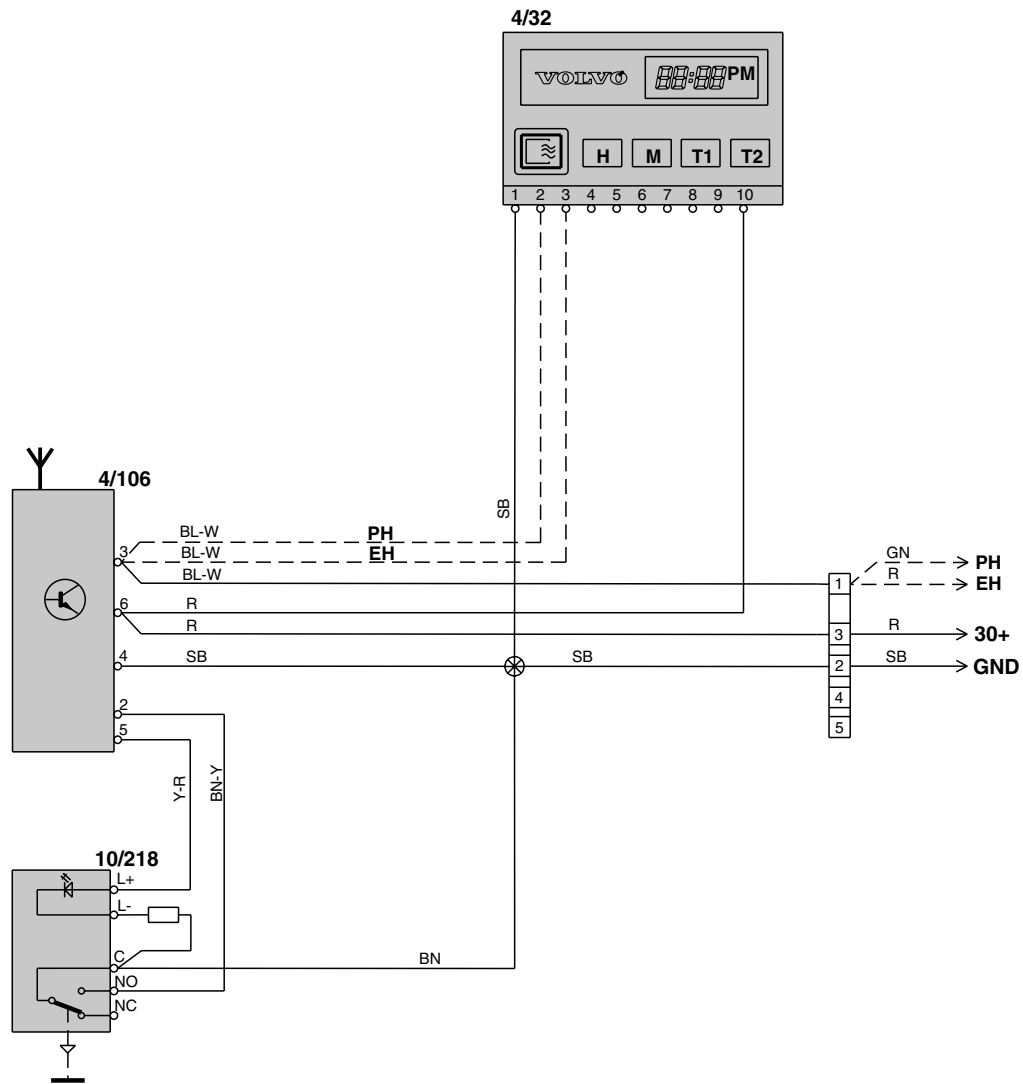 4/32
VOLVO 88:88 PM
H M T1 T2
1 2 3 4 5 6 7 8 9 10
SB
4/106
BL-W PH
3 BL-W EH
BL-W
GN PH
1 R EH
6 R
R 3 R 30+
4 SB SB 2 SB GND
4
2
5
5
Y-R
BN-Y
10/218
L+
L-
C BN
NO
NC